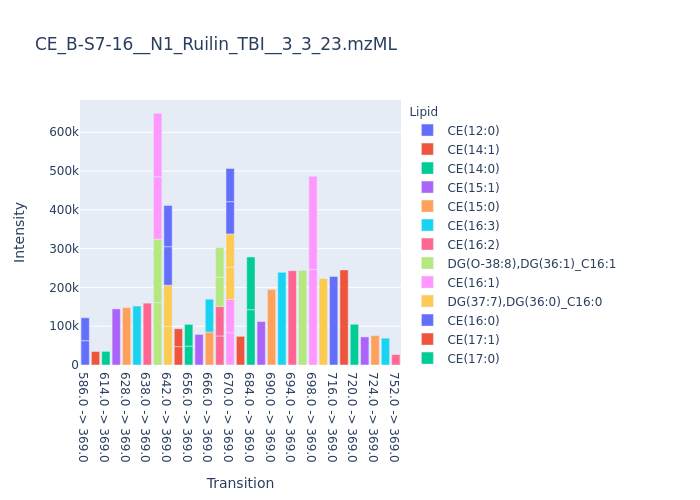 CE_B-S7-16__N1_Ruilin_TBI__3_3_23.mzML
Intensity
600k
500k
400k
300k
200k
100k
0
586.0 -> 369.0
614.0 -> 369.0
628.0 -> 369.0
638.0 -> 369.0
642.0 -> 369.0
656.0 -> 369.0
666.0 -> 369.0
670.0 -> 369.0
684.0 -> 369.0
690.0 -> 369.0
694.0 -> 369.0
698.0 -> 369.0
716.0 -> 369.0
720.0 -> 369.0
724.0 -> 369.0
752.0 -> 369.0
Transition
Lipid
CE(12:0)
CE(14:1)
CE(14:0)
CE(15:1)
CE(15:0)
CE(16:3)
CE(16:2)
DG(O-38:8),DG(36:1)_C16:1
CE(16:1)
DG(37:7),DG(36:0)_C16:0
CE(16:0)
CE(17:1)
CE(17:0)